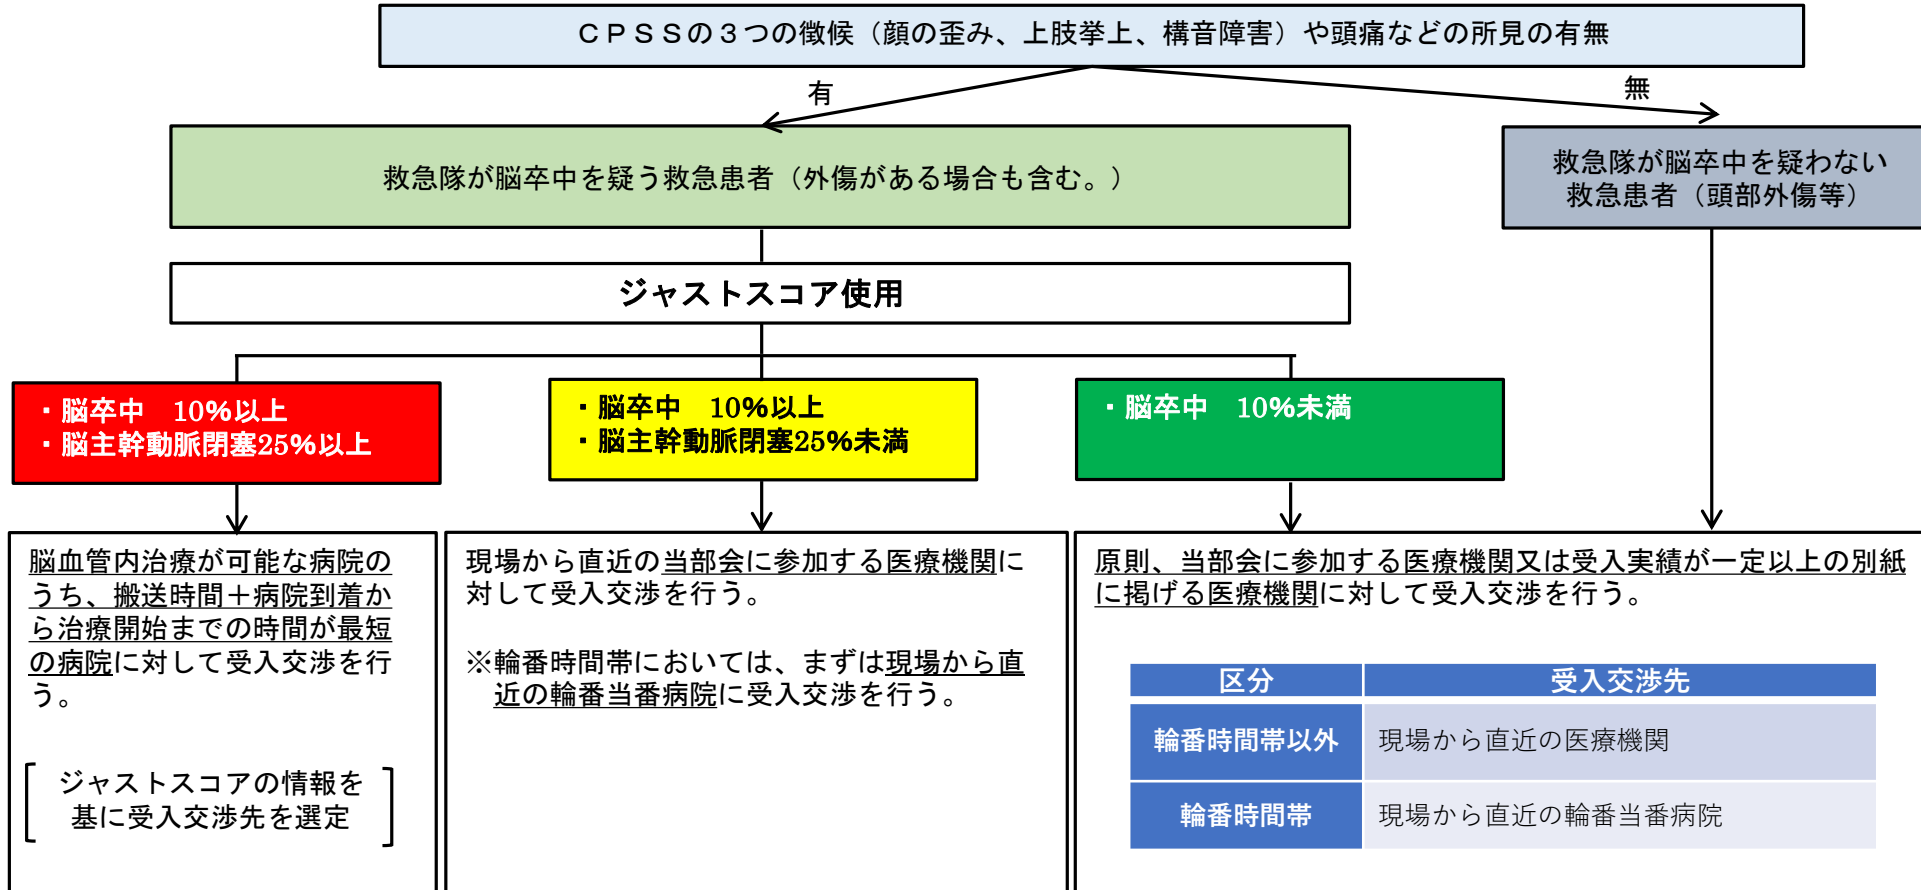 ＣＰＳＳの３つの徴候（顔の歪み、上肢挙上、構音障害）や頭痛などの所見の有無
有
無
救急隊が脳卒中を疑う救急患者（外傷がある場合も含む。）
救急隊が脳卒中を疑わない
救急患者（頭部外傷等）
ジャストスコア使用
・脳卒中　10%以上
・脳主幹動脈閉塞25%以上
・脳卒中　10%以上
・脳主幹動脈閉塞25%未満
・脳卒中　10%未満
脳血管内治療が可能な病院の
うち、搬送時間＋病院到着か
ら治療開始までの時間が最短
の病院に対して受入交渉を行
う。
ジャストスコアの情報を
基に受入交渉先を選定
現場から直近の当部会に参加する医療機関に
対して受入交渉を行う。
※輪番時間帯においては、まずは現場から直
近の輪番当番病院に受入交渉を行う。
原則、当部会に参加する医療機関又は受入実績が一定以上の別紙
に掲げる医療機関に対して受入交渉を行う。
区分　受入交渉先
輪番時間帯以外　現場から直近の医療機関
輪番時間帯　現場から直近の輪番当番病院